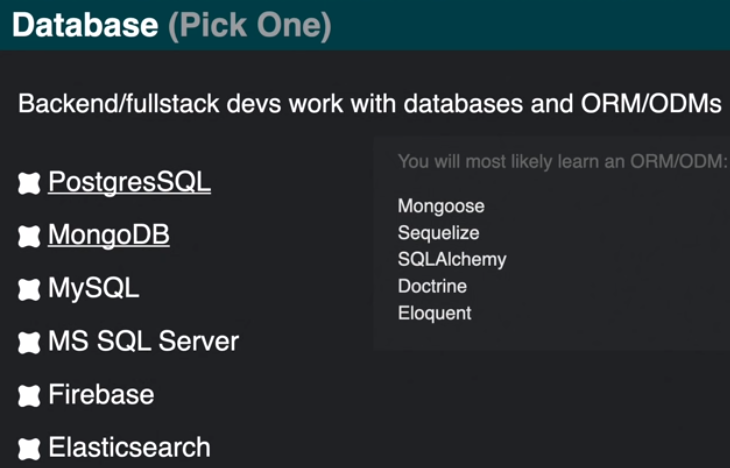 Database (Pick One)
Backend/fullstack devs work with databases and ORM/ODMs
PostgresSQL
MongoDB
MySQL
MS SQL Server
Firebase
Elasticsearch
You will most likely learn an ORM/ODM:
Mongoose
Sequelize
SQLAlchemy
Doctrine
Eloquent